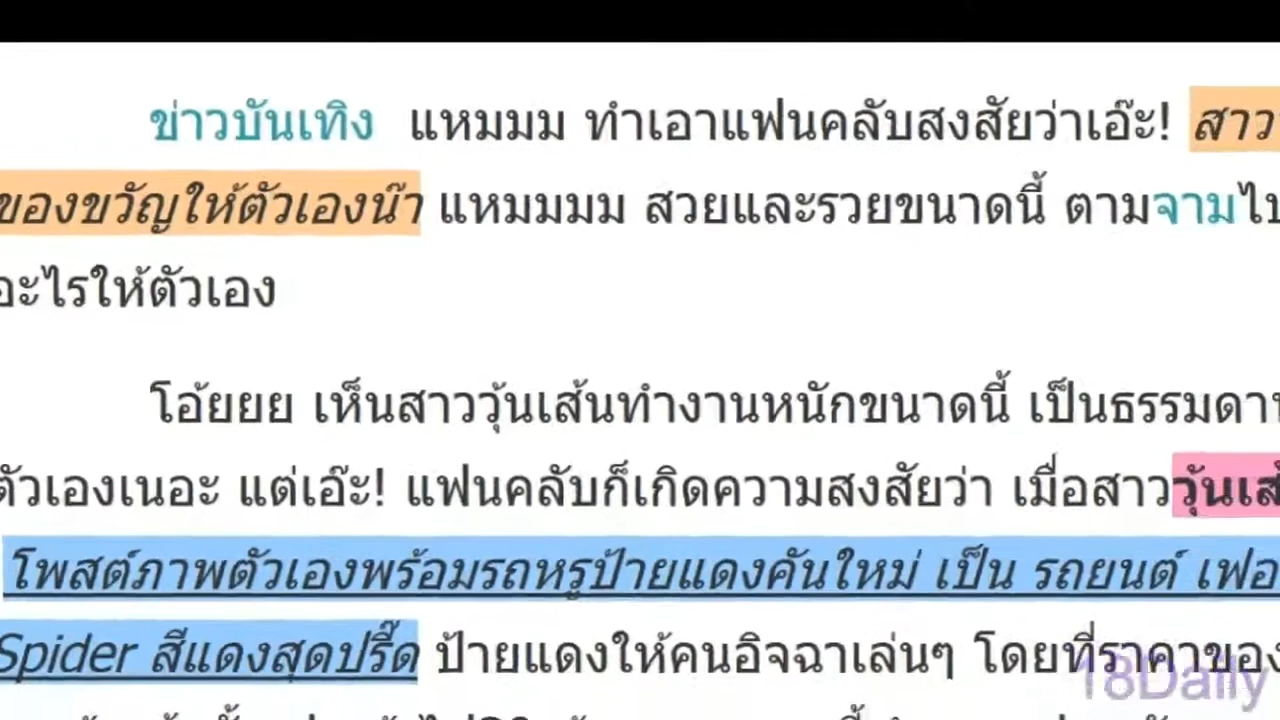 ข่าวบันเทิง แหมมม ทำเอาแฟนคลับสงสัยว่าเอ๊ะ! สาว
ของขวัญให้ตัวเองน๊า แหมมมม สวยและรวยขนาดนี้ ตามจามไป
อะไรให้ตัวเอง
โอ้ยยย เห็นสาววุ้นเส้นทำงานหนักขนาดนี้ เป็นธรรมดา
ตัวเองเนอะ แต่เอ๊ะ! แฟนคลับก็เกิดความสงสัยว่า เมื่อสาววุ้นเส้
โพสต์ภาพตัวเองพร้อมรถหรูป้ายแดงคันใหม่ เป็น รถยนต์ เฟอ
Spider สีแดงสุดปรี๊ด ป้ายแดงให้คนอิจฉาเล่นๆ โดยที่ราคาของ
18Daily